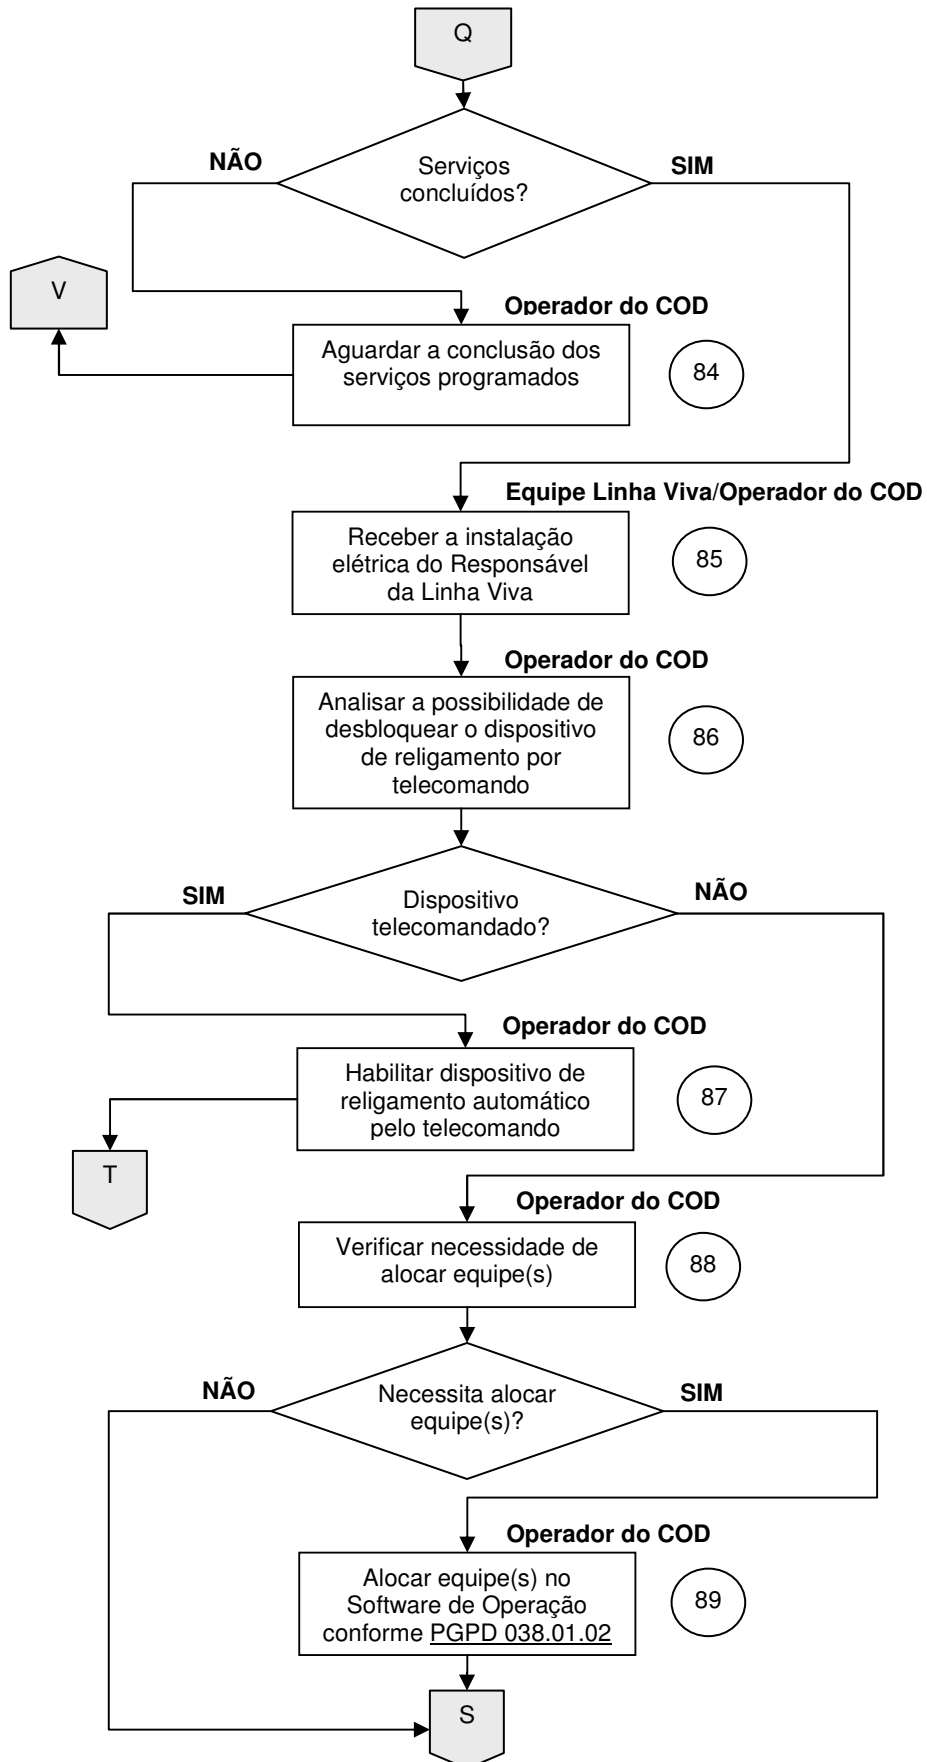 Q
Serviços
concluídos?
NÃO
SIM
V
Operador do COD
Aguardar a conclusão dos
serviços programados
84
Equipe Linha Viva/Operador do COD
Receber a instalação
elétrica do Responsável
da Linha Viva
85
Operador do COD
Analisar a possibilidade de
desbloquear o dispositivo
de religamento por
telecomando
86
SIM
NÃO
Dispositivo
telecomandado?
Operador do COD
Habilitar dispositivo de
religamento automático
pelo telecomando
87
T
Operador do COD
Verificar necessidade de
alocar equipe(s)
88
NÃO
SIM
Necessita alocar
equipe(s)?
Operador do COD
Alocar equipe(s) no
Software de Operação
conforme PGPD 038.01.02
89
S